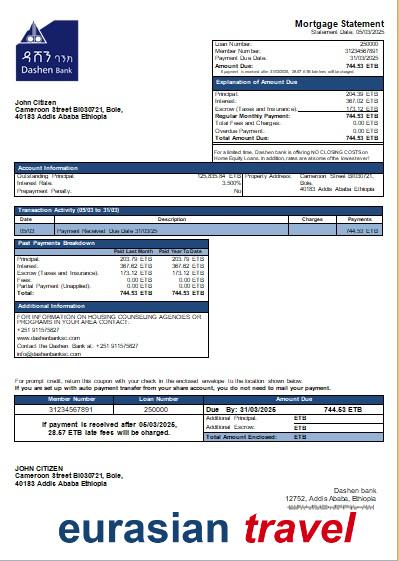 Mortgage Statement
Statement Date: 05/03/2025
ዳሸን ባንክ
Dashen Bank
Loan Number: 250000
Member Number: 31234567891
Payment Due Date: 31/03/2025
Amount Due: 744.53 ETB
If payment is received after 31/03/2025, 28.57 ETB late fees will be charged.
Explanation of Amount Due
Principal: 204.39 ETB
Interest: 367.02 ETB
Escrow (Taxes and Insurance): 173.12 ETB
Regular Monthly Payment: 744.53 ETB
Total Fees and Charges: 0.00 ETB
Overdue Payment: 0.00 ETB
Total Amount Due: 744.53 ETB
John Citizen
Cameroon Street BI030721, Bole,
40183 Addis Ababa Ethiopia
For a limited time, Dashen bank is offering NO CLOSING COSTS on
Home Equity Loans. In addition, rates are at some of the lowest ever!
Account Information
Outstanding Principal: 125,835.84 ETB
Interest Rate: 3.500%
Prepayment Penalty: No
Property Address: Cameroon Street BI030721,
Bole,
40183 Addis Ababa Ethiopia
Transaction Activity (05/03 to 31/03)
Date Description Charges Payments
05/03 Payment Received Due Date 31/03/25 744.53 ETB
Past Payments Breakdown
Paid Last Month Paid Year To Date
Principal: 203.79 ETB 203.79 ETB
Interest: 367.62 ETB 367.62 ETB
Escrow (Taxes and Insurance): 173.12 ETB 173.12 ETB
Fees: 0.00 ETB 0.00 ETB
Partial Payment (Unapplied): 0.00 ETB 0.00 ETB
Total: 744.53 ETB 744.53 ETB
Additional Information
FOR INFORMATION ON HOUSING COUNSELING AGENCIES OR
PROGRAMS IN YOUR AREA CONTACT:
+251 911575827
www.dashenbanksc.com
Contact the Dashen Bank at: +251 911575827
info@dashenbanksc.com
For prompt credit, return this coupon with your check in the enclosed envelope to the location shown below.
If you are set up with auto payment transfer from your share account, you do not need to mail your payment.
Member Number Loan Number Amount Due
31234567891 250000 Due By: 31/03/2025 744.53 ETB
If payment is received after 05/03/2025,
28.57 ETB late fees will be charged.
Additional Principal: ETB
Additional Escrow: ETB
Total Amount Enclosed: ETB
JOHN CITIZEN
Cameroon Street BI030721, Bole,
40183 Addis Ababa Ethiopia
Dashen bank
12752, Addis Ababa, Ethiopia
eurasian travel